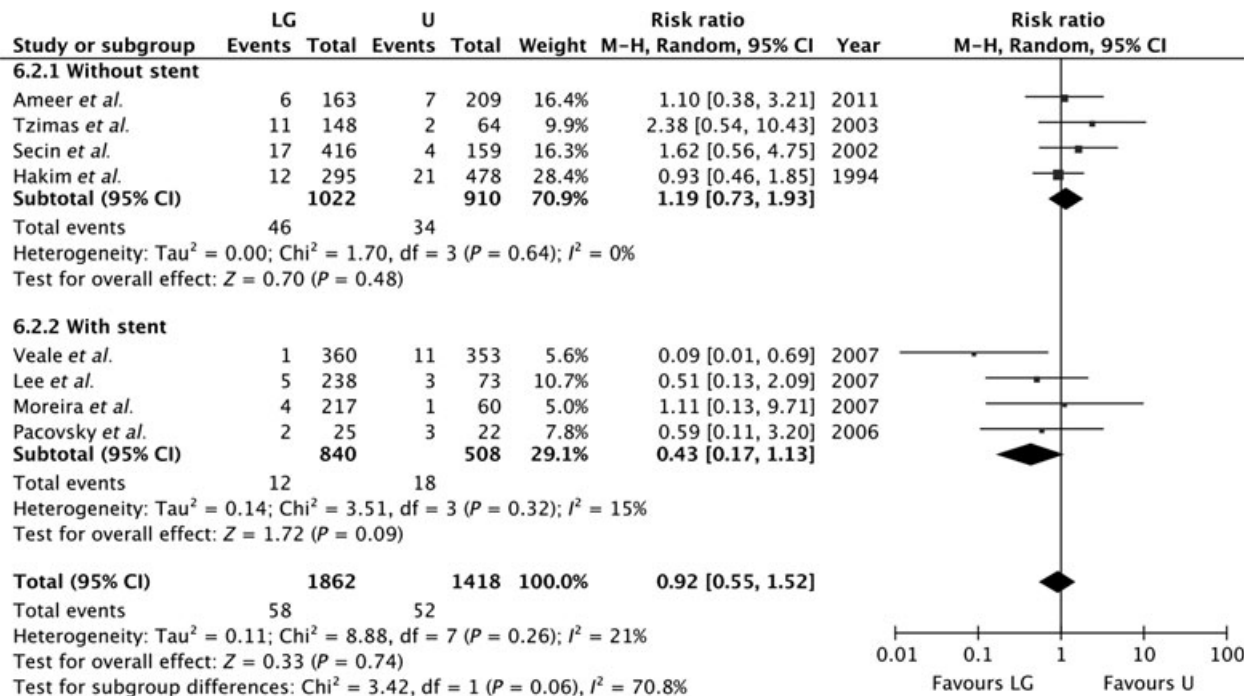 LG U Risk ratio Risk ratio
Study or subgroup Events Total Events Total Weight M–H, Random, 95% CI Year M–H, Random, 95% CI
6.2.1 Without stent
Ameer et al. 6 163 7 209 16.4% 1.10 [0.38, 3.21] 2011
Tzimas et al. 11 148 2 64 9.9% 2.38 [0.54, 10.43] 2003
Secin et al. 17 416 4 159 16.3% 1.62 [0.56, 4.75] 2002
Hakim et al. 12 295 21 478 28.4% 0.93 [0.46, 1.85] 1994
Subtotal (95% CI) 1022 910 70.9% 1.19 [0.73, 1.93]
Total events 46 34
Heterogeneity: Tau² = 0.00; Chi² = 1.70, df = 3 (P = 0.64); I² = 0%
Test for overall effect: Z = 0.70 (P = 0.48)
6.2.2 With stent
Veale et al. 1 360 11 353 5.6% 0.09 [0.01, 0.69] 2007
Lee et al. 5 238 3 73 10.7% 0.51 [0.13, 2.09] 2007
Moreira et al. 4 217 1 60 5.0% 1.11 [0.13, 9.71] 2007
Pacovsky et al. 2 25 3 22 7.8% 0.59 [0.11, 3.20] 2006
Subtotal (95% CI) 840 508 29.1% 0.43 [0.17, 1.13]
Total events 12 18
Heterogeneity: Tau² = 0.14; Chi² = 3.51, df = 3 (P = 0.32); I² = 15%
Test for overall effect: Z = 1.72 (P = 0.09)
Total (95% CI) 1862 1418 100.0% 0.92 [0.55, 1.52]
Total events 58 52
Heterogeneity: Tau² = 0.11; Chi² = 8.88, df = 7 (P = 0.26); I² = 21%
Test for overall effect: Z = 0.33 (P = 0.74)
Test for subgroup differences: Chi² = 3.42, df = 1 (P = 0.06), I² = 70.8%
0.01 0.1 1 10 100
Favours LG Favours U